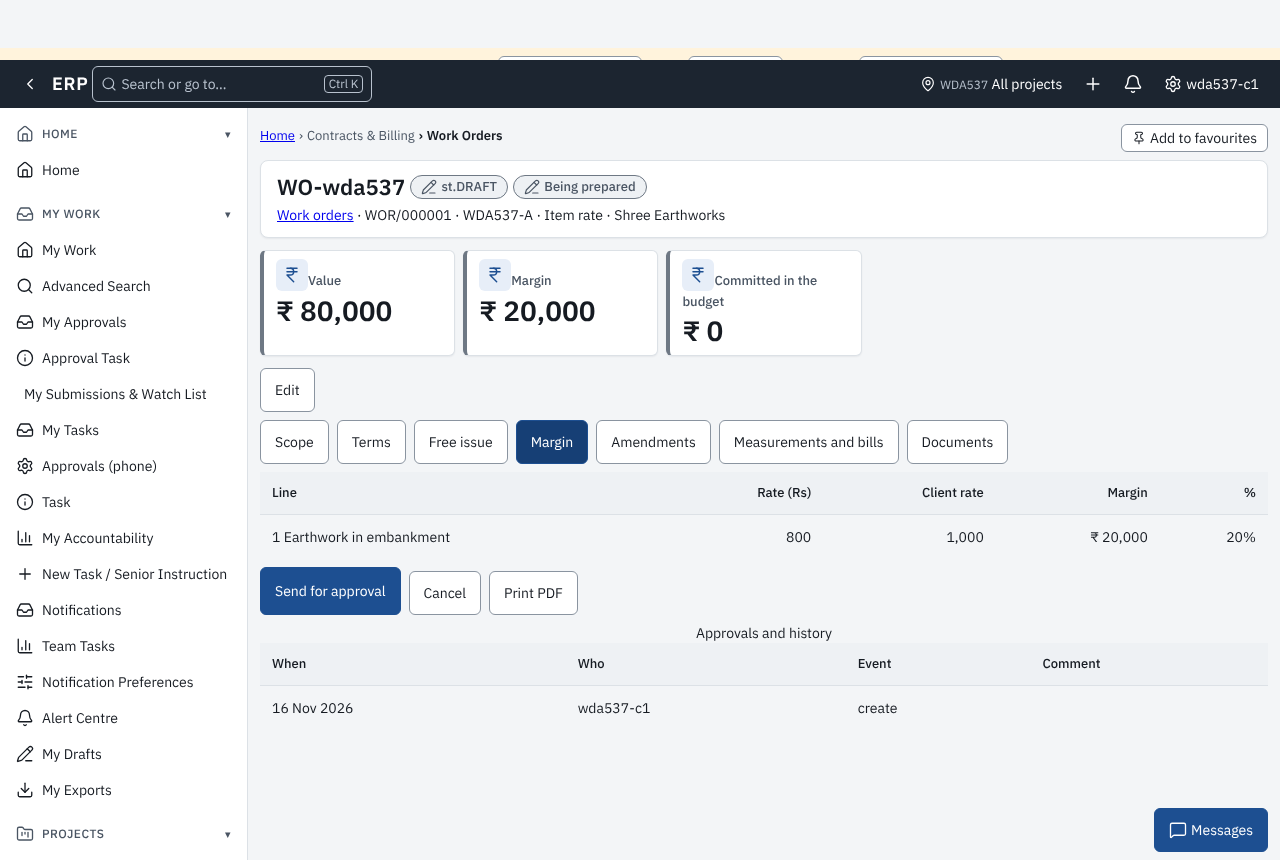 ERP
Search or go to...
Ctrl K
WDA537 All projects
wda537-c1
HOME
Home
MY WORK
My Work
Advanced Search
My Approvals
Approval Task
My Submissions & Watch List
My Tasks
Approvals (phone)
Task
My Accountability
New Task / Senior Instruction
Notifications
Team Tasks
Notification Preferences
Alert Centre
My Drafts
My Exports
PROJECTS
Home › Contracts & Billing › Work Orders
Add to favourites
WO-wda537 st.DRAFT Being prepared
Work orders · WOR/000001 · WDA537-A · Item rate · Shree Earthworks
₹ Value
₹ 80,000
₹ Margin
₹ 20,000
₹ Committed in the
budget
₹ 0
Edit
Scope Terms Free issue Margin Amendments Measurements and bills Documents
Line Rate (Rs) Client rate Margin %
1 Earthwork in embankment 800 1,000 ₹ 20,000 20%
Send for approval Cancel Print PDF
Approvals and history
When Who Event Comment
16 Nov 2026 wda537-c1 create
Messages